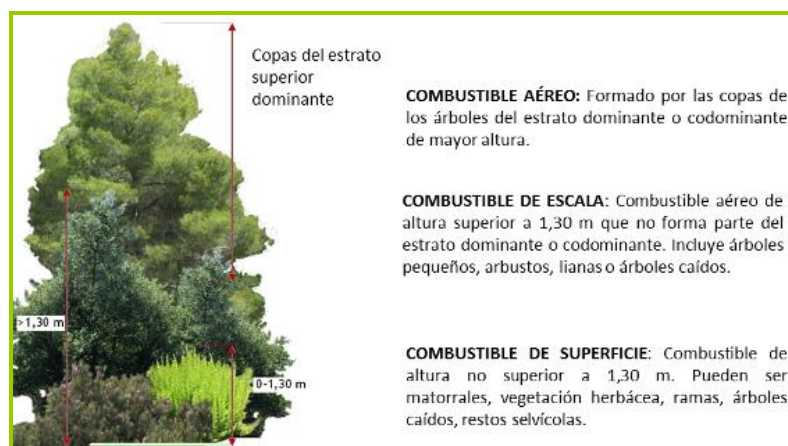 Copas del estrato
superior
dominante
COMBUSTIBLE AÉREO: Formado por las copas de
los árboles del estrato dominante o codominante
de mayor altura.
COMBUSTIBLE DE ESCALA: Combustible aéreo de
altura superior a 1,30 m que no forma parte del
estrato dominante o codominante. Incluye árboles
pequeños, arbustos, lianas o árboles caídos.
>1,30 m
COMBUSTIBLE DE SUPERFICIE: Combustible de
altura no superior a 1,30 m. Pueden ser
matorrales, vegetación herbácea, ramas, árboles
caídos, restos selvícolas.
0-1,30 m